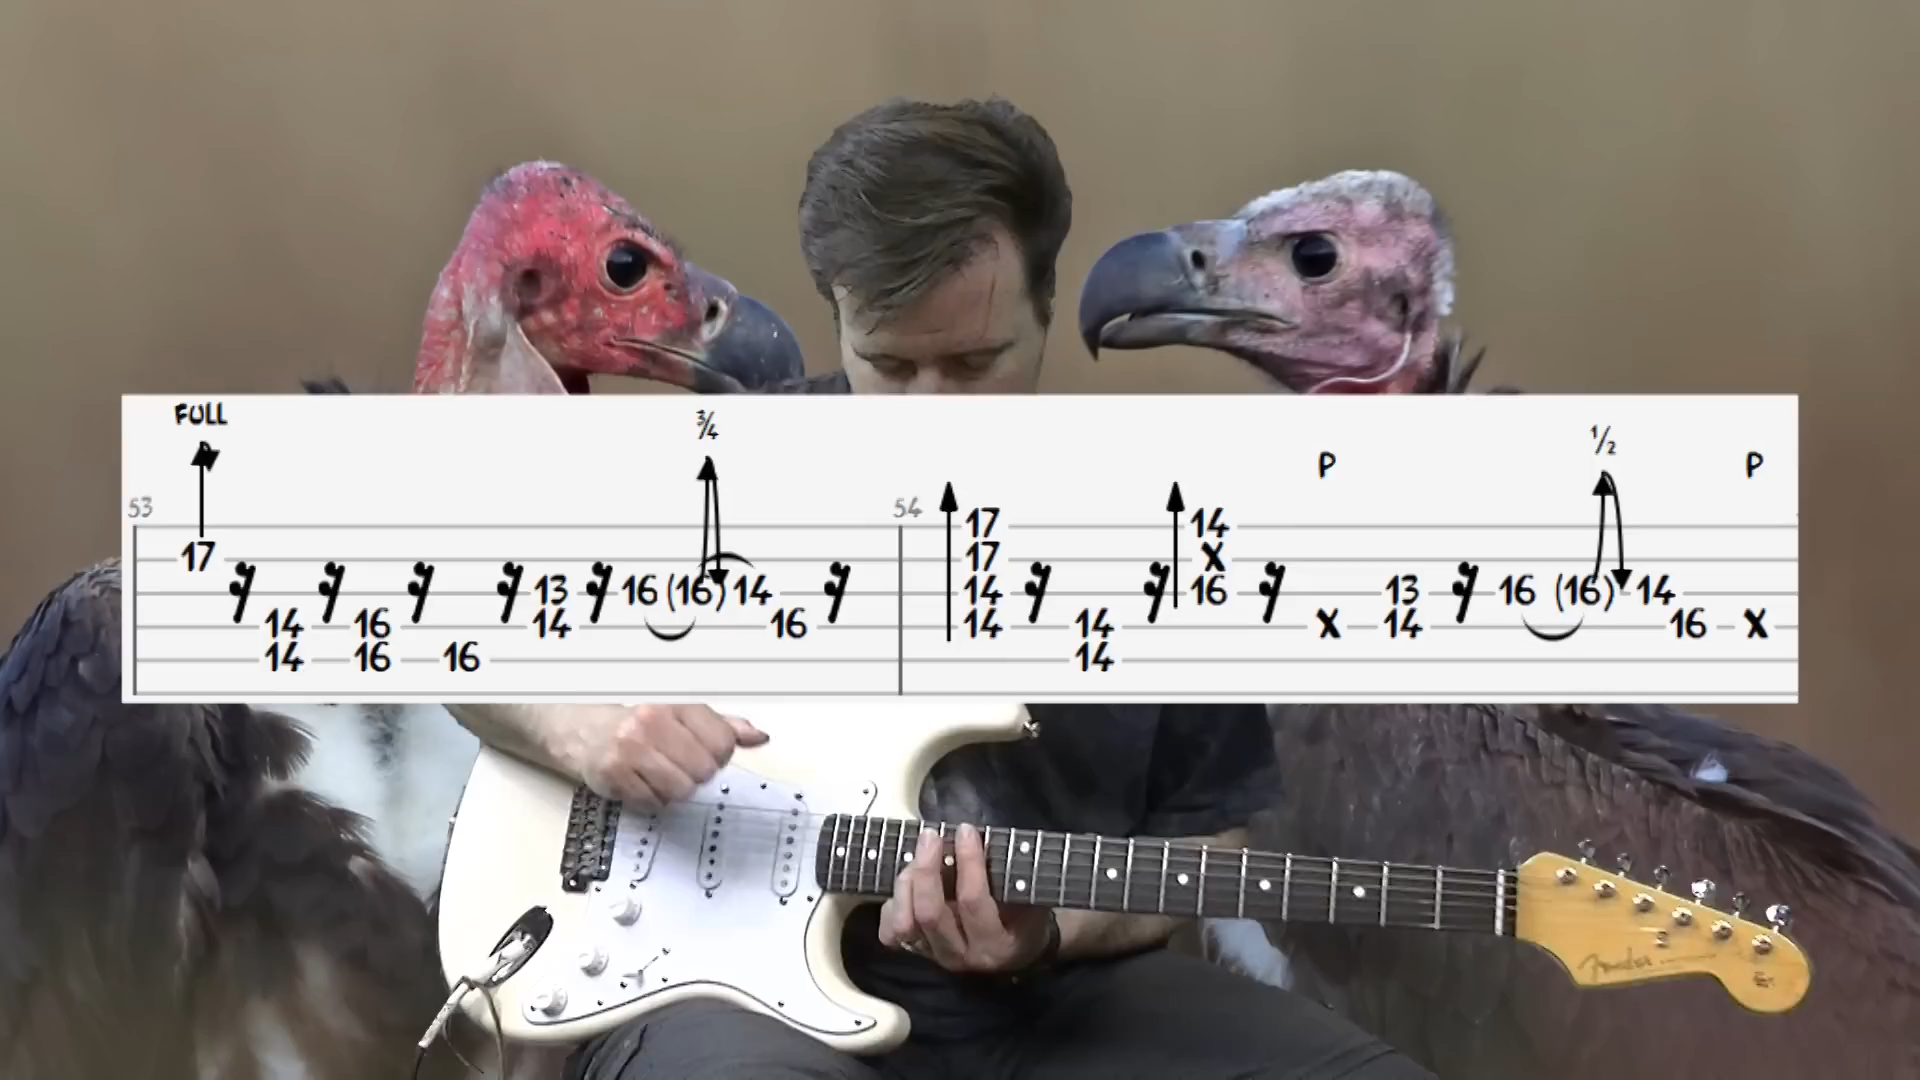 FULL ¾ P ½ P
53 54
17 14
17 17 X
13 16 (16) 14 14 16 13 16 (16) 14
14 16 14 16 14 14 X 14 16 X
14 16 16 14
Fender